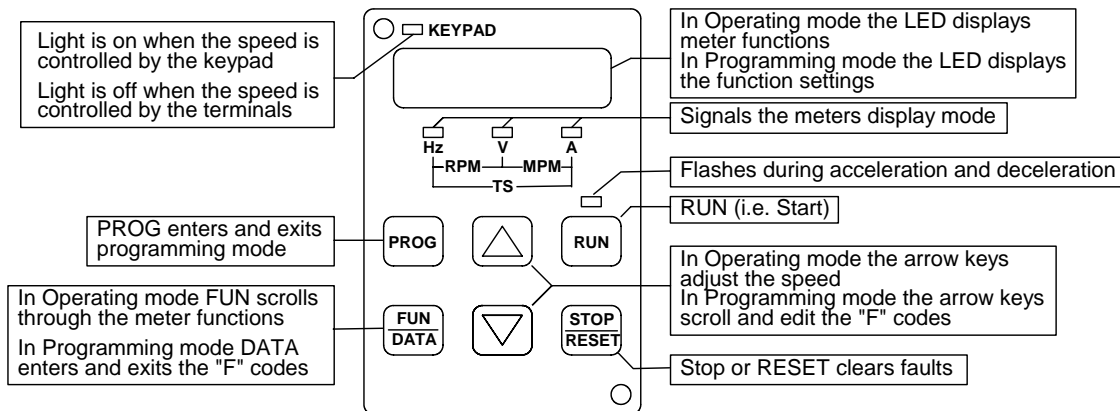 Light is on when the speed is
controlled by the keypad
Light is off when the speed is
controlled by the terminals
KEYPAD
In Operating mode the LED displays
meter functions
In Programming mode the LED displays
the function settings
Signals the meters display mode
Hz V A
RPM MPM
TS
Flashes during acceleration and deceleration
RUN (i.e. Start)
PROG enters and exits
programming mode
PROG
RUN
In Operating mode the arrow keys
adjust the speed
In Programming mode the arrow keys
scroll and edit the "F" codes
In Operating mode FUN scrolls
through the meter functions
In Programming mode DATA
enters and exits the "F" codes
FUN
DATA
STOP
RESET
Stop or RESET clears faults